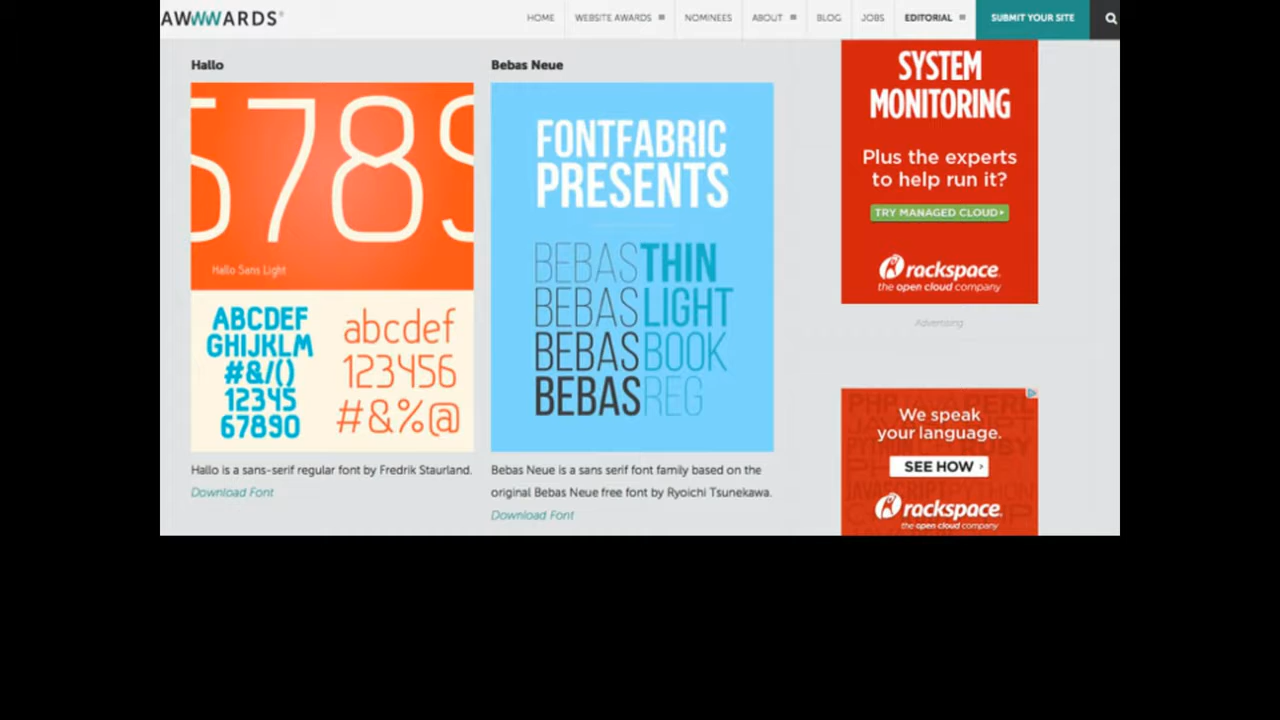 AWWWARDS®
HOME
WEBSITE AWARDS
NOMINEES
ABOUT
BLOG
JOBS
EDITORIAL
SUBMIT YOUR SITE
Hallo
5789
Hallo Sans Light
ABCDEF
GHIJKLM
#&/()
12345
67890
abcdef
123456
#&%@
Hallo is a sans-serif regular font by Fredrik Staurland.
Download Font
Bebas Neue
FONTFABRIC
PRESENTS
BEBAS THIN
BEBAS LIGHT
BEBAS BOOK
BEBAS REG
Bebas Neue is a sans serif font family based on the
original Bebas Neue free font by Ryoichi Tsunekawa.
Download Font
SYSTEM
MONITORING
Plus the experts
to help run it?
TRY MANAGED CLOUD
rackspace.
the open cloud company
Advertising
We speak
your language.
SEE HOW ›
rackspace.
the open cloud company